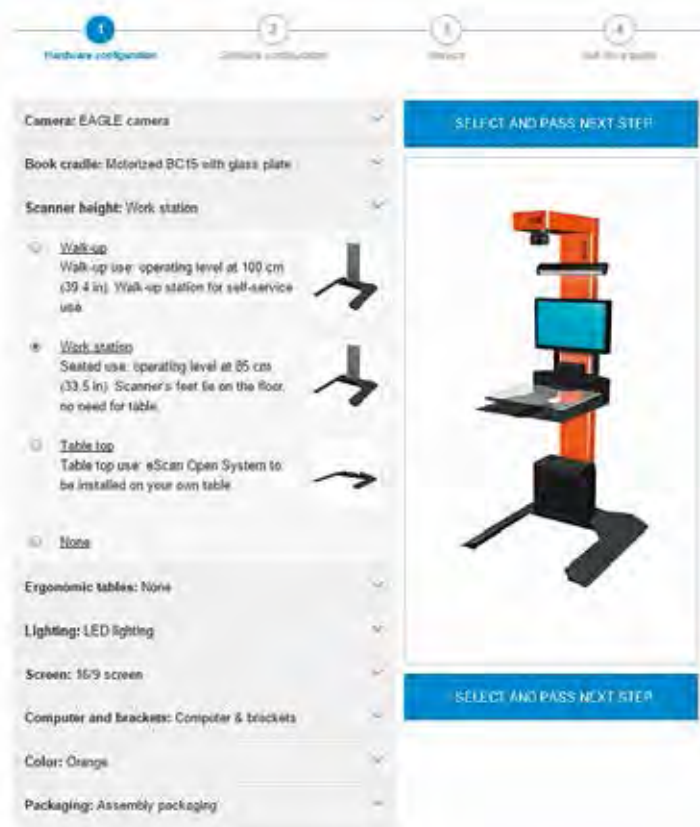 1
2
3
4
Hardware configuration
Camera: EAGLE camera
SELECT AND PASS NEXT STEP
Book cradle: Motorized BC15 with glass plate
Scanner height: Work station
Walk-up
Walk-up use: operating level at 100 cm
(39.4 in). Walk-up station for self-service
use.
Work station
Seated use: operating level at 85 cm
(33.5 in). Scanner's feet lie on the floor,
no need for table.
Table top
Table top use: eScan Open System to
be installed on your own table
None
Ergonomic tables: None
Lighting: LED lighting
Screen: 16/9 screen
SELECT AND PASS NEXT STEP
Computer and brackets: Computer & brackets
Color: Orange
Packaging: Assembly packaging